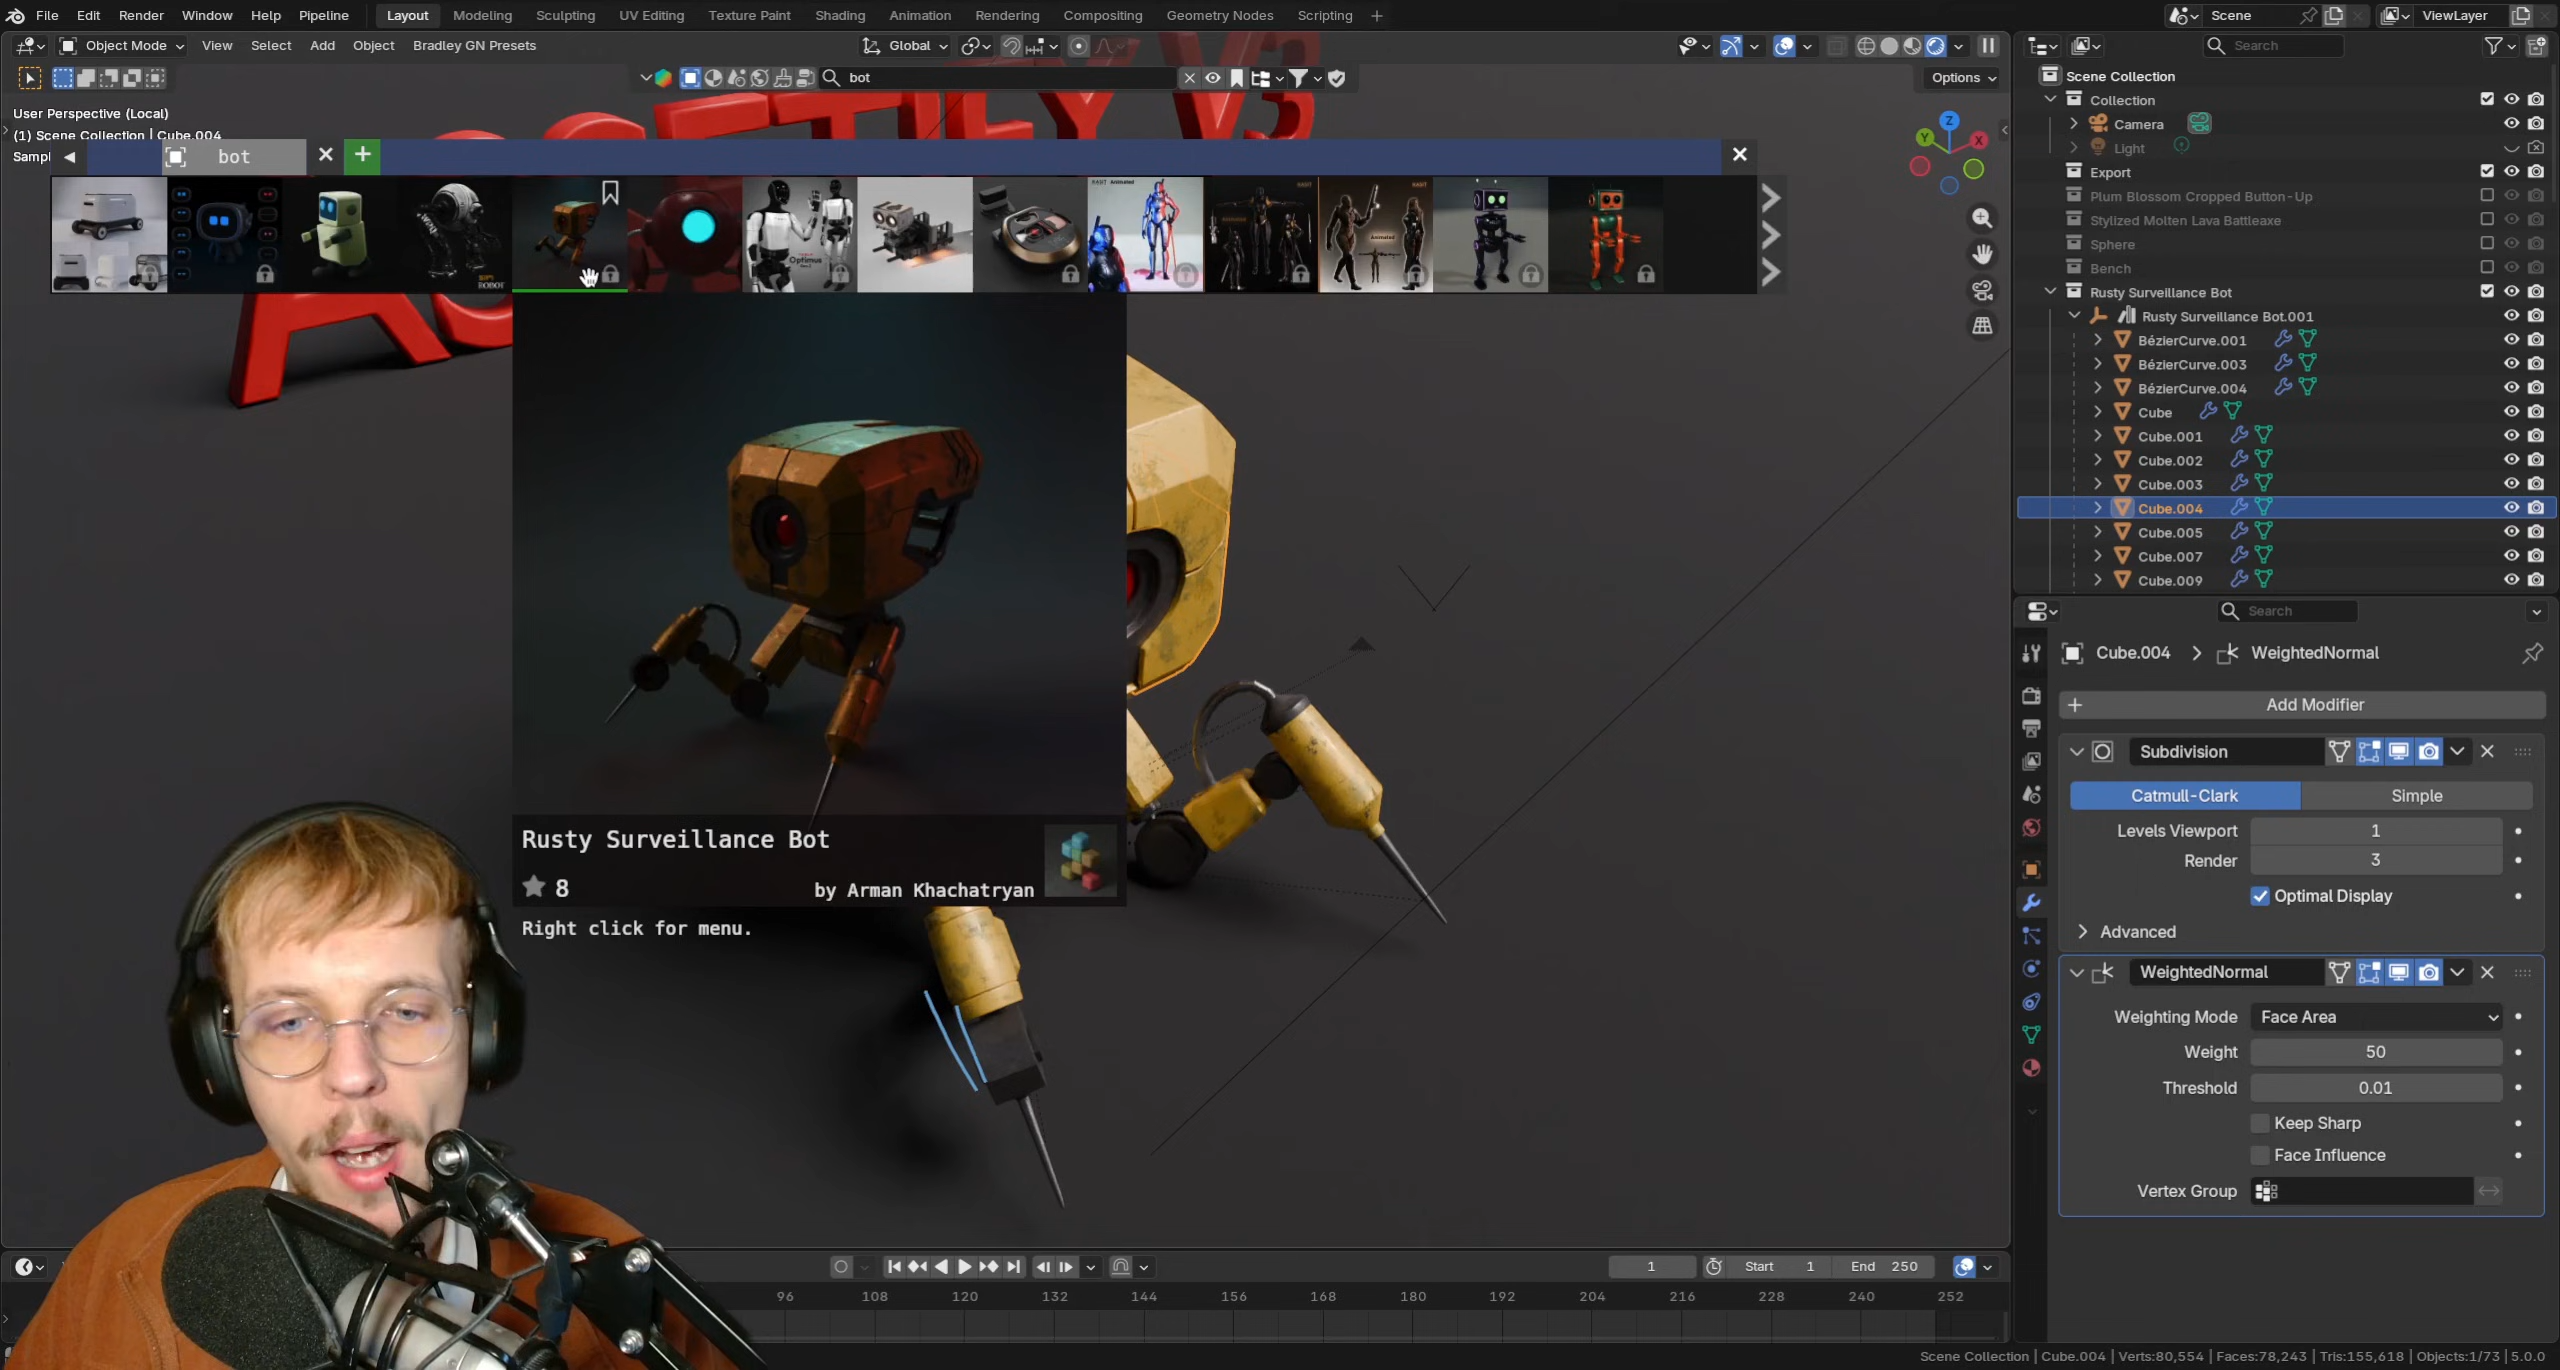 File Edit Render Window Help Pipeline Layout Modeling Sculpting UV Editing Texture Paint Shading Animation Rendering Compositing Geometry Nodes Scripting Scene ViewLayer
Object Mode View Select Add Object Bradley GN Presets Global Search
bot Options
User Perspective (Local)
(1) Scene Collection | Cube.004
Sampl
bot
Optimus
RAGIT Animated
Animated
ROBOT
Rusty Surveillance Bot
8
by Arman Khachatryan
Right click for menu.
Scene Collection
Collection
Camera
Light
Export
Plum Blossom Cropped Button-Up
Stylized Molten Lava Battleaxe
Sphere
Bench
Rusty Surveillance Bot
Rusty Surveillance Bot.001
BézierCurve.001
BézierCurve.003
BézierCurve.004
Cube
Cube.001
Cube.002
Cube.003
Cube.004
Cube.005
Cube.007
Cube.009
Search
Cube.004 > WeightedNormal
Add Modifier
Subdivision
Catmull-Clark Simple
Levels Viewport 1
Render 3
Optimal Display
Advanced
WeightedNormal
Weighting Mode Face Area
Weight 50
Threshold 0.01
Keep Sharp
Face Influence
Vertex Group
1 Start 1 End 250
96 108 120 132 144 156 168 180 192 204 216 228 240 252
Scene Collection | Cube.004 | Verts:80,554 | Faces:78,243 | Tris:155,618 | Objects:1/73 | 5.0.0